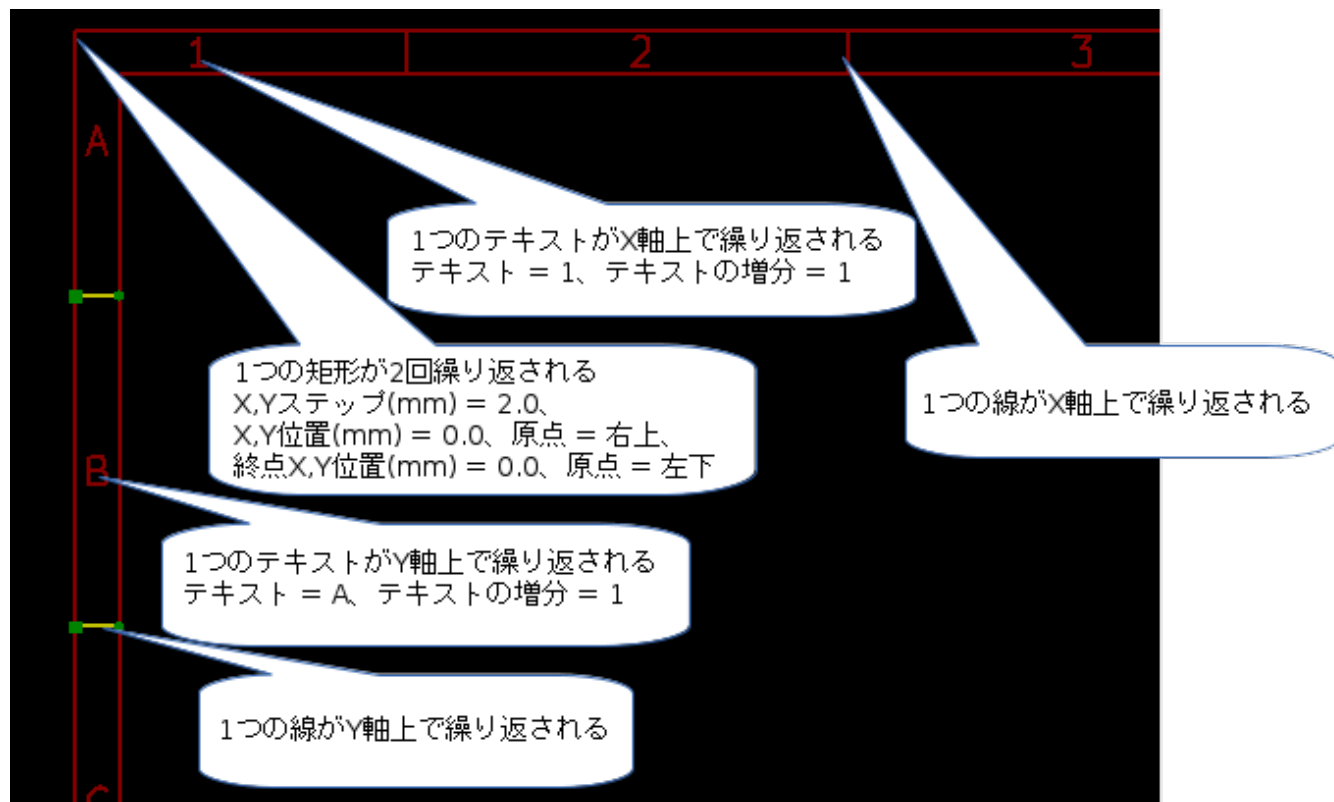 1
2
3
A
1つのテキストがX軸上で繰り返される
テキスト = 1、テキストの増分 = 1
1つの矩形が2回繰り返される
X,Yステップ(mm) = 2.0、
X,Y位置(mm) = 0.0、原点 = 右上、
終点X,Y位置(mm) = 0.0、原点 = 左下
1つの線がX軸上で繰り返される
B
1つのテキストがY軸上で繰り返される
テキスト = A、テキストの増分 = 1
1つの線がY軸上で繰り返される
C